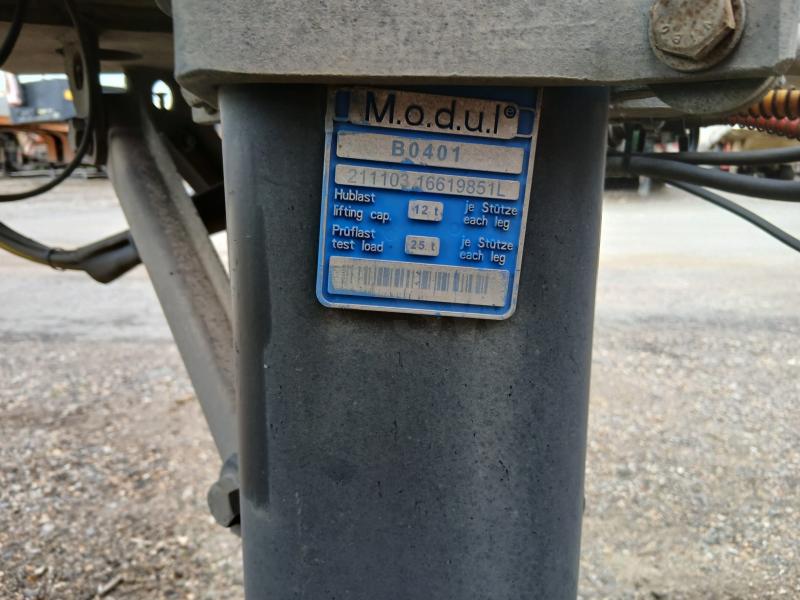 M.o.d.u.l e
B0401
211103 16619851L
Hublast 12 t je Stütze
lifting cap. each leg
Prüflast 25 t je Stütze
test load each leg